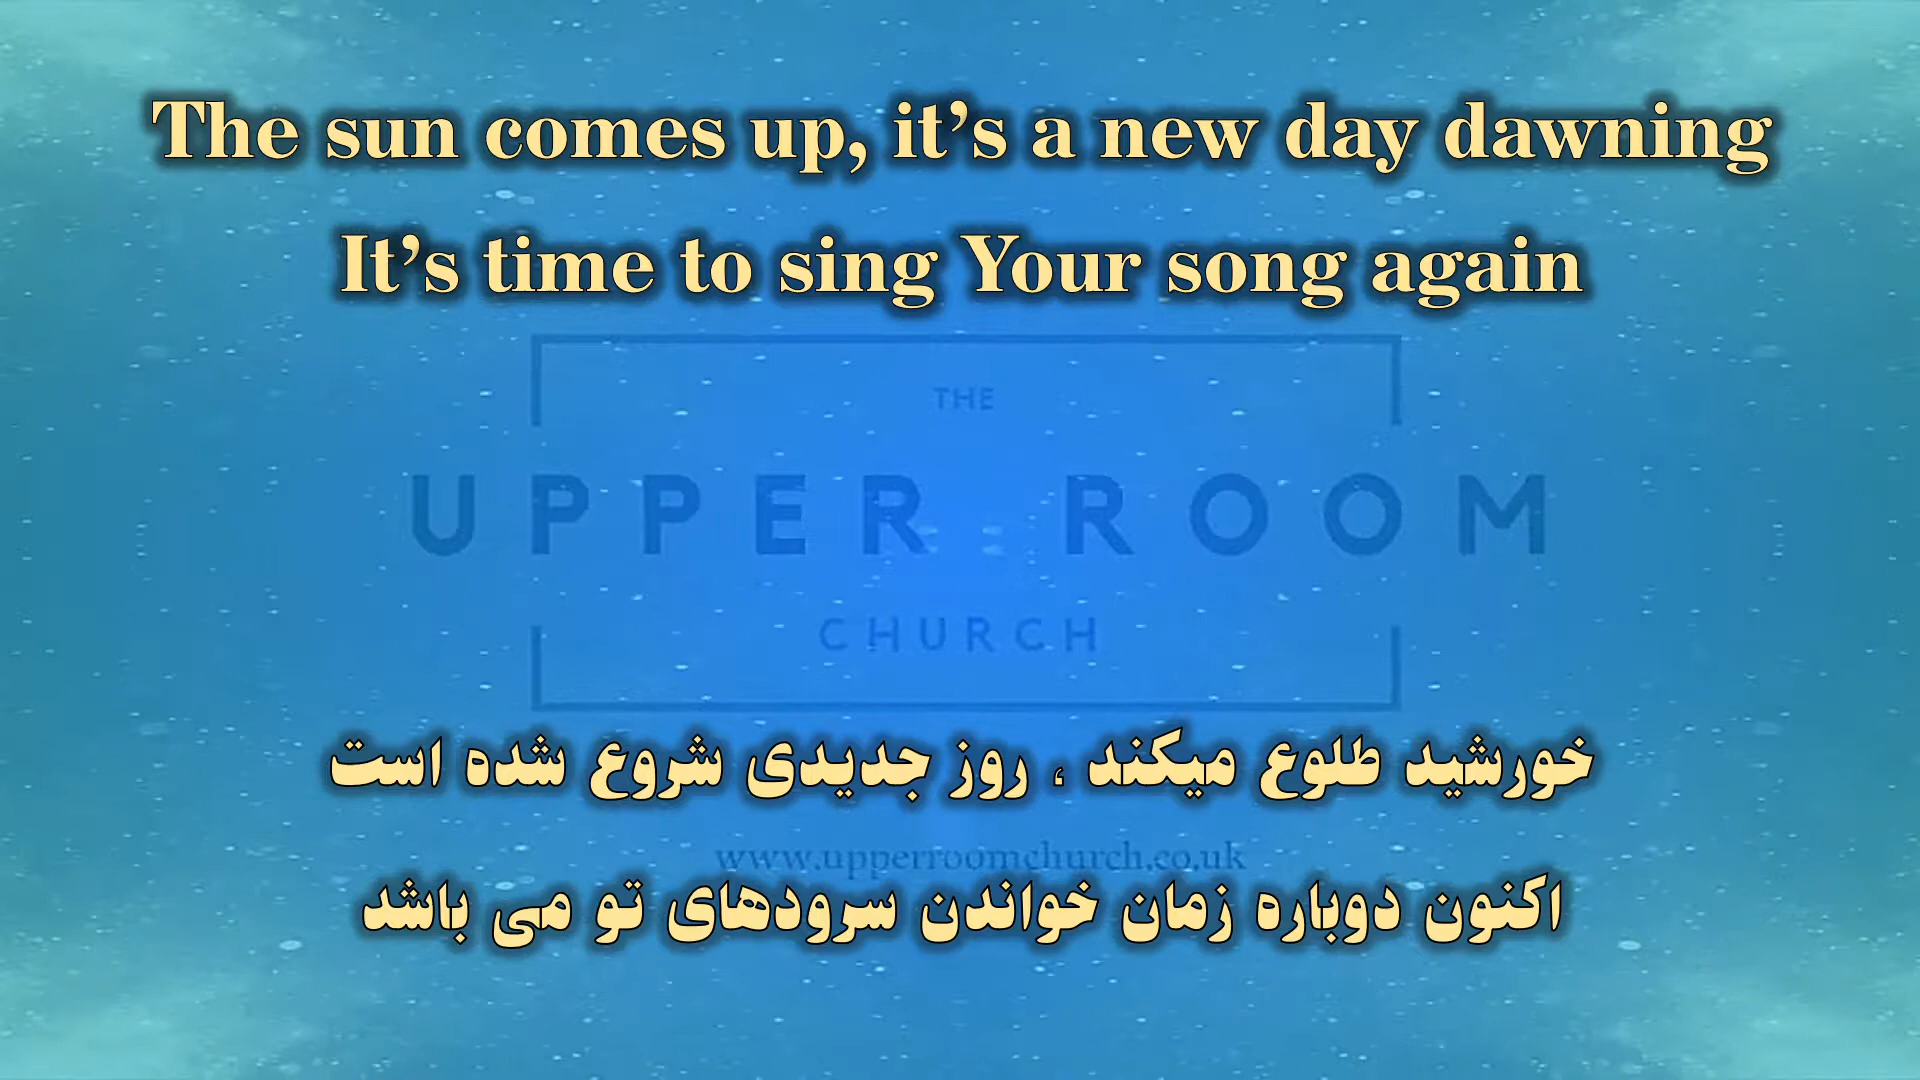 The sun comes up, it’s a new day dawning
It’s time to sing Your song again
THE
UPPER ROOM
CHURCH
خورشید طلوع میکند ، روز جدیدی شروع شده است
www.upperroomchurch.co.uk
اکنون دوباره زمان خواندن سرودهای تو می باشد